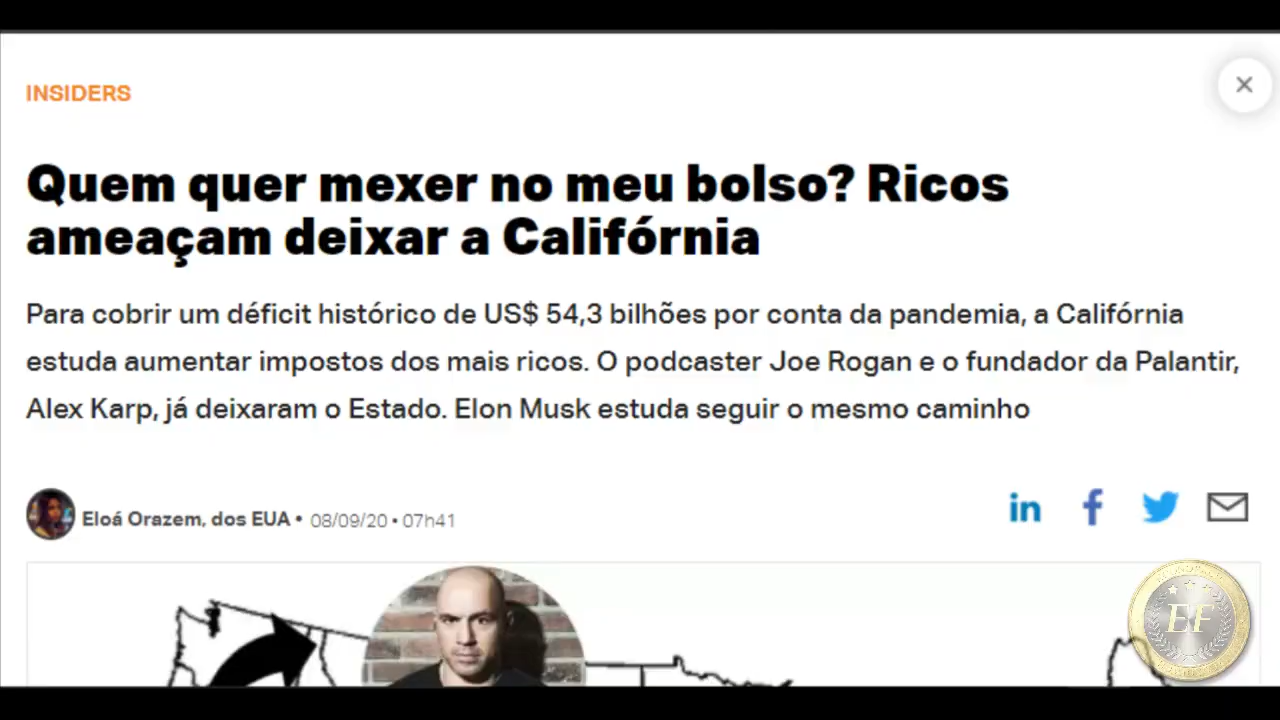 INSIDERS
Quem quer mexer no meu bolso? Ricos
ameaçam deixar a Califórnia
Para cobrir um déficit histórico de US$ 54,3 bilhões por conta da pandemia, a Califórnia
estuda aumentar impostos dos mais ricos. O podcaster Joe Rogan e o fundador da Palantir,
Alex Karp, já deixaram o Estado. Elon Musk estuda seguir o mesmo caminho
Eloá Orazem, dos EUA • 08/09/20 • 07h41
EF